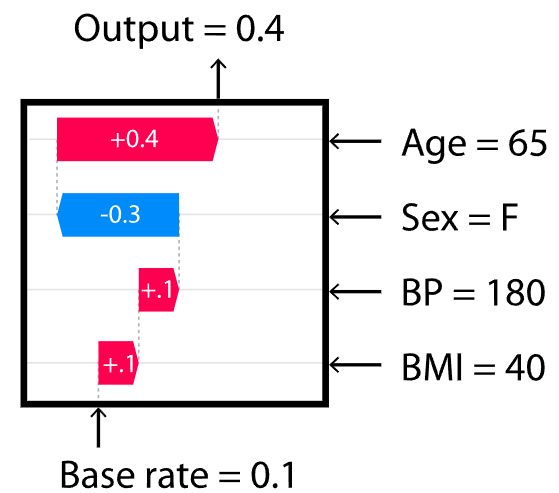 Output = 0.4
+0.4
Age = 65
-0.3
Sex = F
+.1
BP = 180
+.1
BMI = 40
Base rate = 0.1